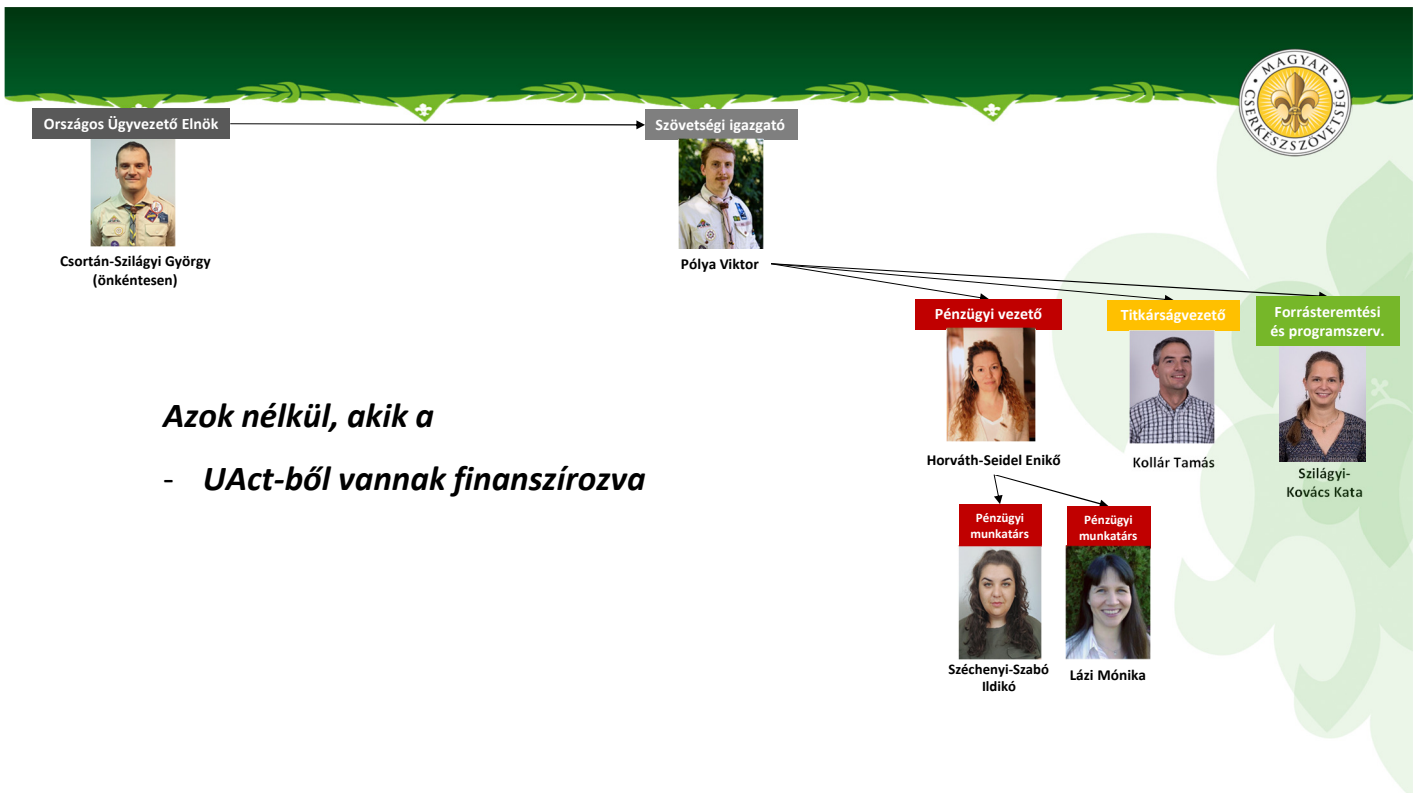 MAGYAR
CSERKÉSZSZÖVETSÉG
Országos Ügyvezető Elnök
Szövetségi igazgató
Csortán-Szilágyi György
(önkéntesen)
Pólya Viktor
Pénzügyi vezető
Titkárságvezető
Forrásteremtési
és programszerv.
Azok nélkül, akik a
- UAct-ből vannak finanszírozva
Horváth-Seidel Enikő
Kollár Tamás
Szilágyi-
Kovács Kata
Pénzügyi
munkatárs
Pénzügyi
munkatárs
Széchenyi-Szabó
Ildikó
Lázi Mónika